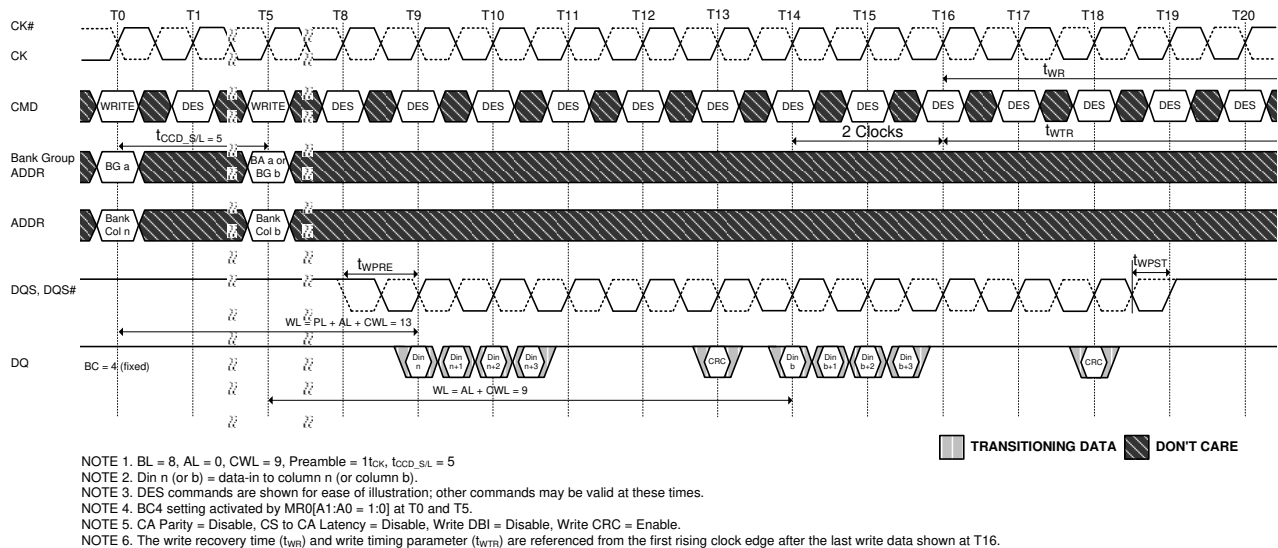 T0 T1 T5 T8 T9 T10 T11 T12 T13 T14 T15 T16 T17 T18 T19 T20
CK#
CK
tWR
CMD WRITE DES WRITE DES DES DES DES DES DES DES DES DES DES DES DES DES
tCCD_S/L = 5 2 Clocks tWTR
Bank Group
ADDR
BG a
BA a or
BG b
ADDR
Bank
Col n
Bank
Col b
tWPRE tWPST
DQS, DQS#
WL = PL + AL + CWL = 13
DQ
BC = 4 (fixed)
Din
n
Din
n+1
Din
n+2
Din
n+3
CRC
Din
b
Din
b+1
Din
b+2
Din
b+3
CRC
WL = AL + CWL = 9
TRANSITIONING DATA DON'T CARE
NOTE 1. BL = 8, AL = 0, CWL = 9, Preamble = 1tCK, tCCD_S/L = 5
NOTE 2. Din n (or b) = data-in to column n (or column b).
NOTE 3. DES commands are shown for ease of illustration; other commands may be valid at these times.
NOTE 4. BC4 setting activated by MR0[A1:A0 = 1:0] at T0 and T5.
NOTE 5. CA Parity = Disable, CS to CA Latency = Disable, Write DBI = Disable, Write CRC = Enable.
NOTE 6. The write recovery time (tWR) and write timing parameter (tWTR) are referenced from the first rising clock edge after the last write data shown at T16.